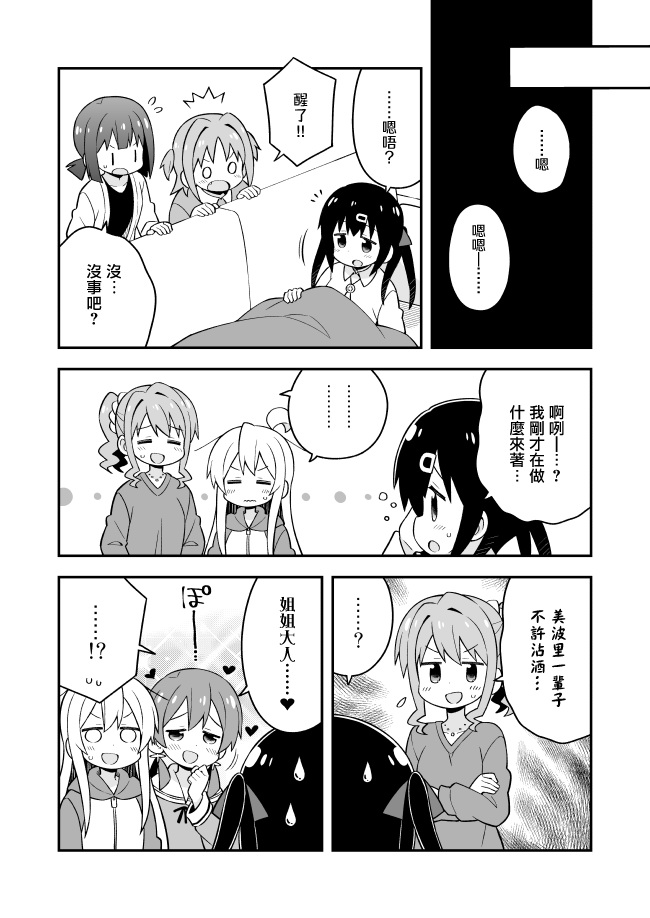 ……嗯
嗯嗯—……
……嗯唔？
醒了!!
沒…
沒事吧？
啊咧—…？
我剛才在做
什麼來著…
………
………
美波里一輩子
不許沾酒…
……？
姐姐大人……♥
ぽ———
……!?